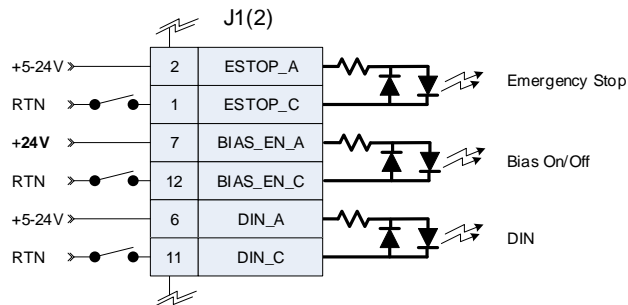 J1(2)
+5-24V 2 ESTOP_A
Emergency Stop
RTN 1 ESTOP_C
+24V 7 BIAS_EN_A
Bias On/Off
RTN 12 BIAS_EN_C
+5-24V 6 DIN_A
DIN
RTN 11 DIN_C